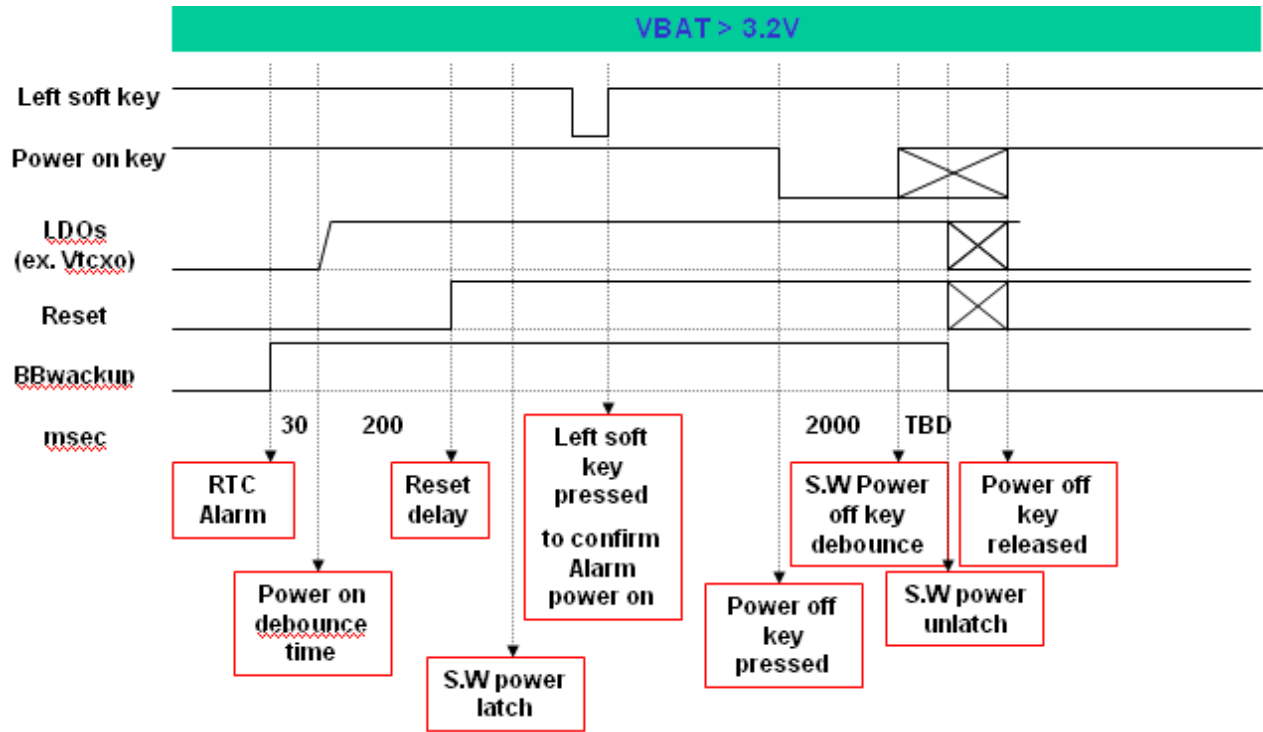 VBAT > 3.2V
Left soft key
Power on key
LDOs
(ex. Vtcxo)
Reset
BBwackup
msec
30
200
2000
TBD
RTC
Alarm
Power on
debounce
time
Reset
delay
S.W power
latch
Left soft
key
pressed
to confirm
Alarm
power on
Power off
key
pressed
S.W Power
off key
debounce
S.W power
unlatch
Power off
key
released